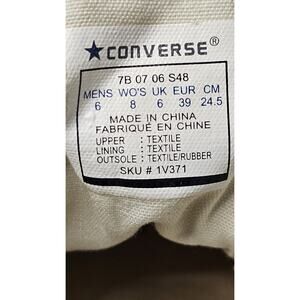 ★CONVERSE®
7B 07 06 S48
MENS WO'S UK EUR CM
6 8 6 39 24.5
MADE IN CHINA
FABRIQUÉ EN CHINE
UPPER : TEXTILE
LINING : TEXTILE
OUTSOLE : TEXTILE/RUBBER
SKU # 1V371